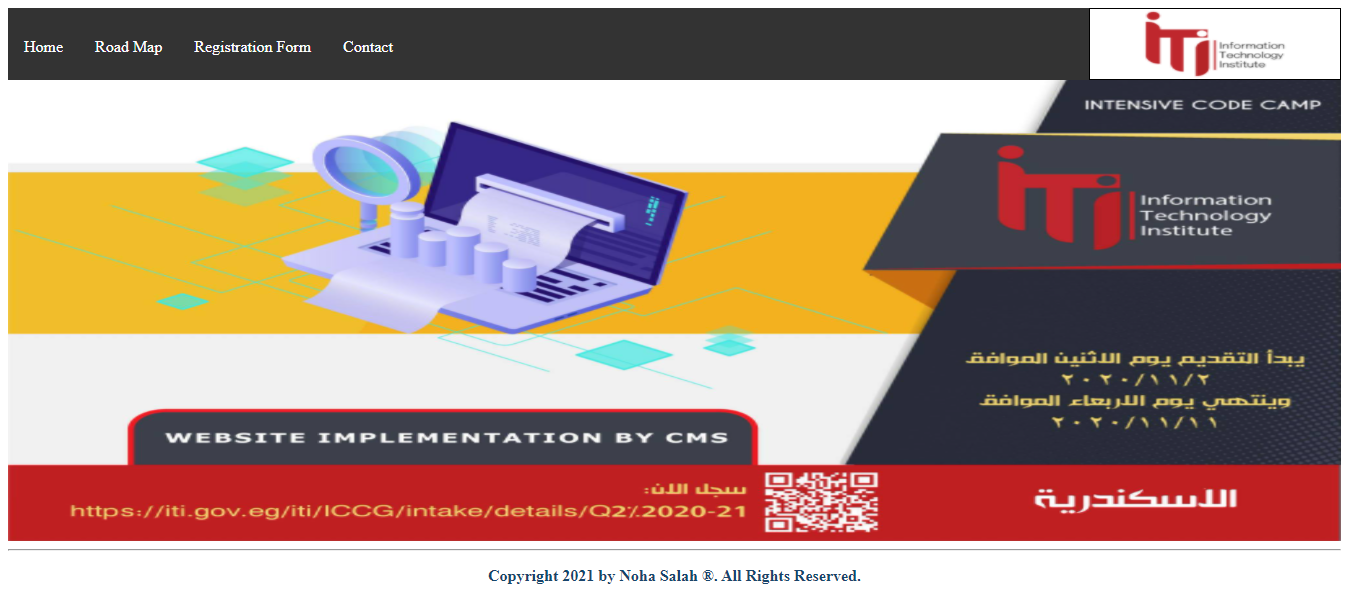 Home
Road Map
Registration Form
Contact
iTi
Information
Technology
Institute
INTENSIVE CODE CAMP
iTi
Information
Technology
Institute
يبدأ التقديم يوم الاثنين الموافق
٢٠٢٠/١١/٢
وينتهي يوم الاربعاء الموافق
٢٠٢٠/١١/١١
WEBSITE IMPLEMENTATION BY CMS
سجل الان:
https://iti.gov.eg/iti/ICCG/intake/details/Q2٪2020-21
الاسكندرية
Copyright 2021 by Noha Salah ®. All Rights Reserved.